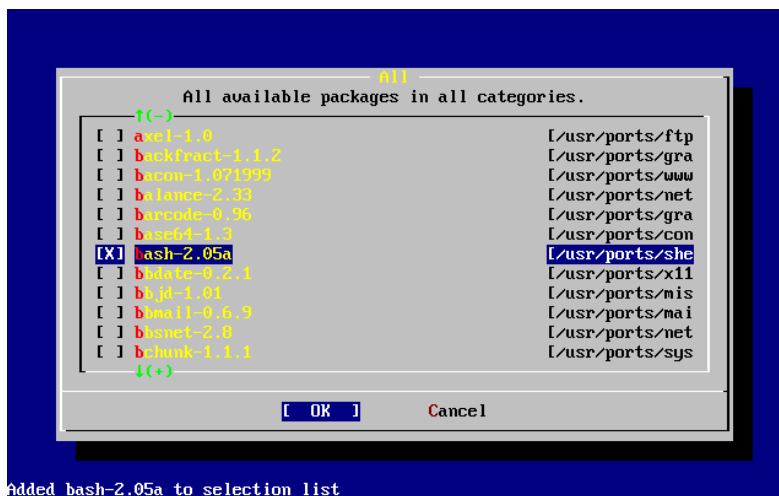 All
All available packages in all categories.
↑(-)
[ ] axel-1.0 [/usr/ports/ftp
[ ] backfract-1.1.2 [/usr/ports/gra
[ ] bacon-1.071999 [/usr/ports/www
[ ] balance-2.33 [/usr/ports/net
[ ] barcode-0.96 [/usr/ports/gra
[ ] base64-1.3 [/usr/ports/con
[X] bash-2.05a [/usr/ports/she
[ ] bbdate-0.2.1 [/usr/ports/x11
[ ] bbjd-1.01 [/usr/ports/mis
[ ] bbmail-0.6.9 [/usr/ports/mai
[ ] bbsnet-2.8 [/usr/ports/net
[ ] bchunk-1.1.1 [/usr/ports/sys
↓(+)
[ OK ] Cancel
Added bash-2.05a to selection list